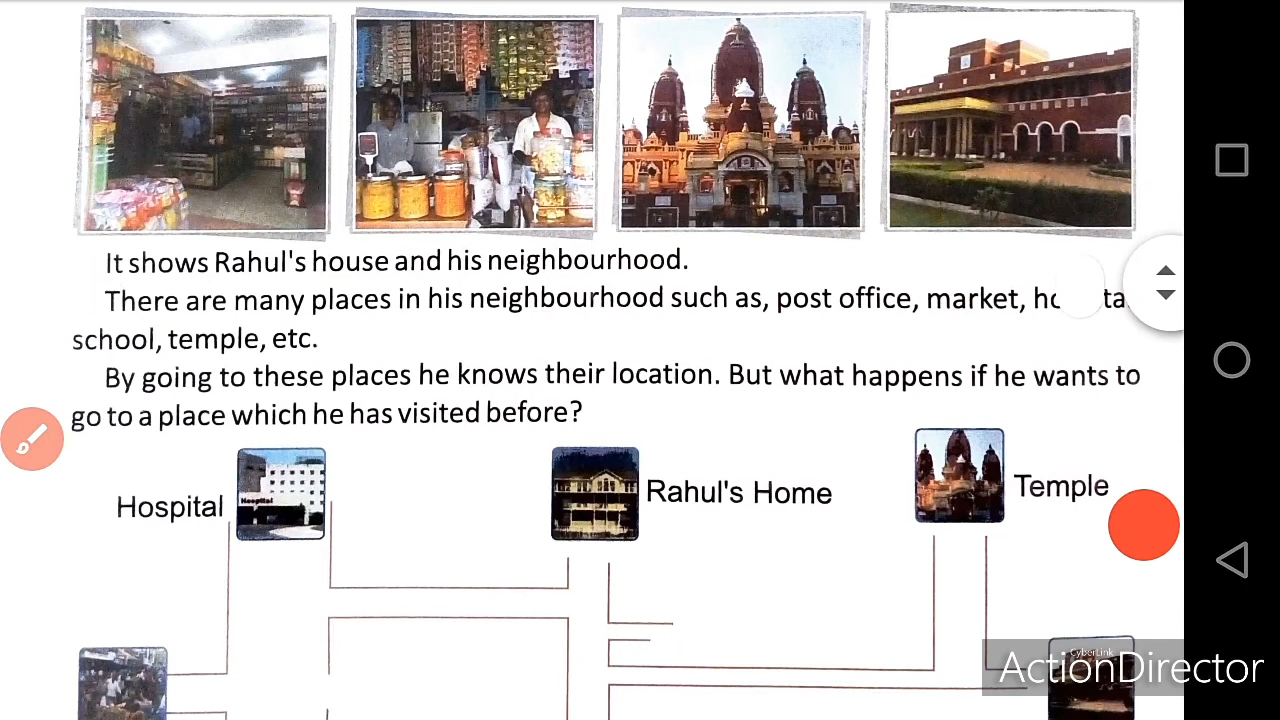 It shows Rahul's house and his neighbourhood.
There are many places in his neighbourhood such as, post office, market,
school, temple, etc.
By going to these places he knows their location. But what happens if he wants to
go to a place which he has visited before?
Hospital
Hospital
Rahul's Home
Temple
CyberLink
ActionDirector